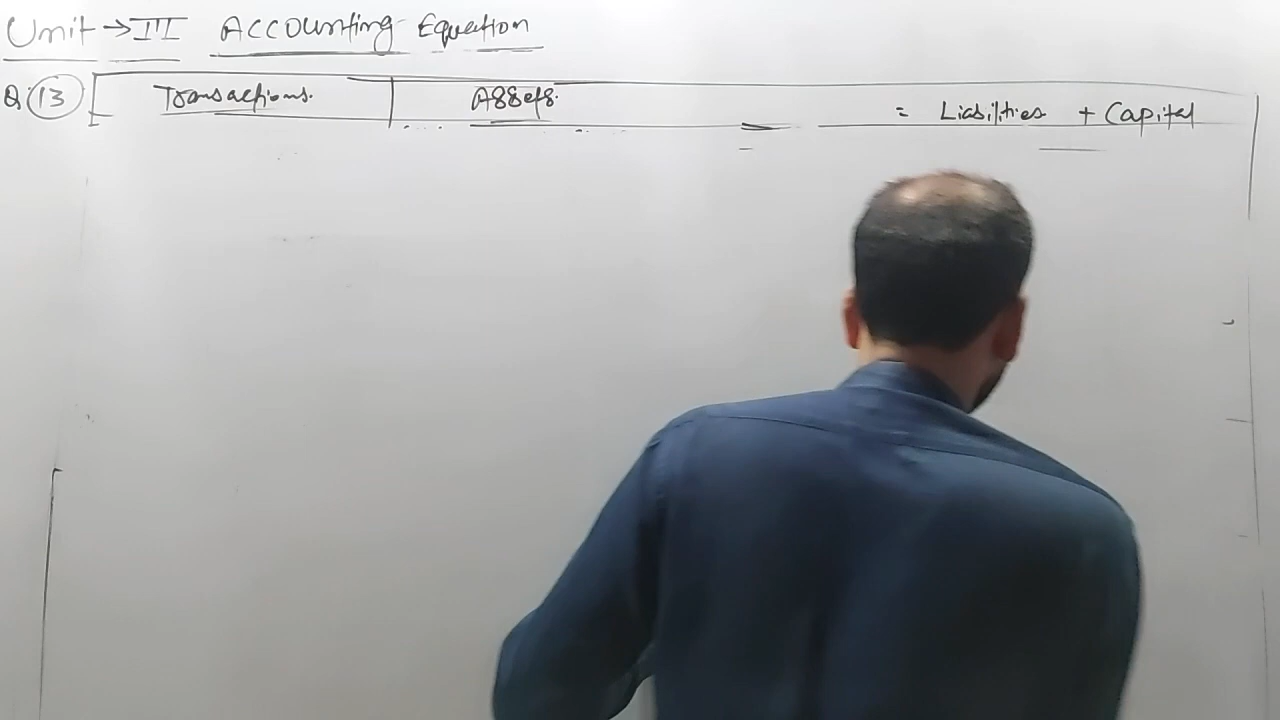 Unit → III Accounting Equation
Q. 13 Transactions. Assets. = Liabilities + Capital